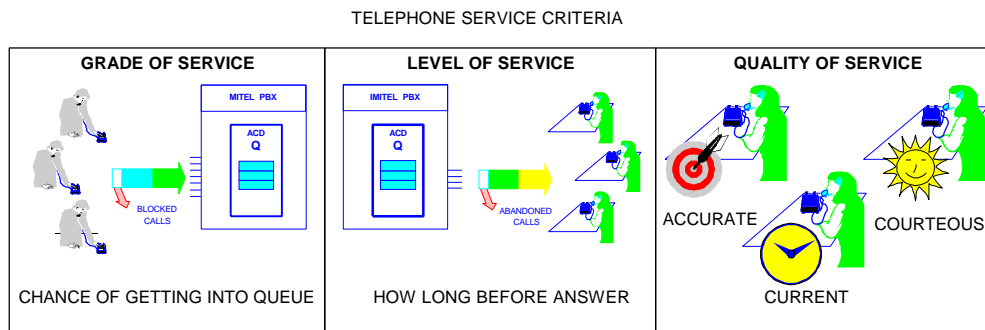 TELEPHONE SERVICE CRITERIA
GRADE OF SERVICE
MITEL PBX
ACD
Q
BLOCKED
CALLS
CHANCE OF GETTING INTO QUEUE
LEVEL OF SERVICE
IMITEL PBX
ACD
Q
ABANDONED
CALLS
HOW LONG BEFORE ANSWER
QUALITY OF SERVICE
ACCURATE
COURTEOUS
CURRENT